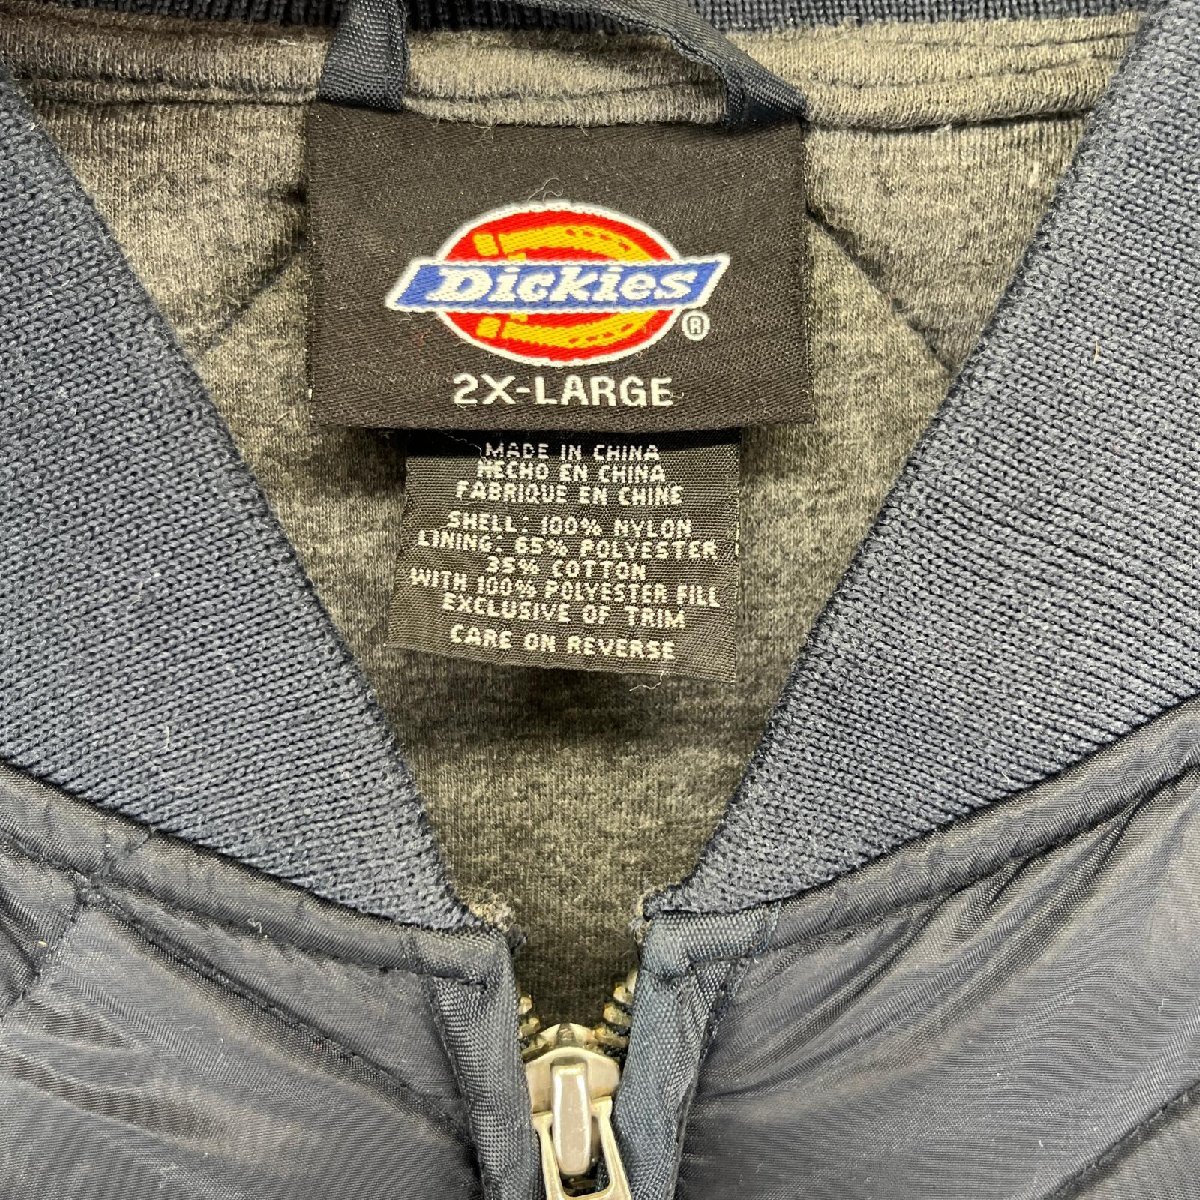 Dickies
®
2X-LARGE
MADE IN CHINA
HECHO EN CHINA
FABRIQUE EN CHINE
SHELL: 100% NYLON
LINING: 65% POLYESTER
35% COTTON
WITH 100% POLYESTER FILL
EXCLUSIVE OF TRIM
CARE ON REVERSE